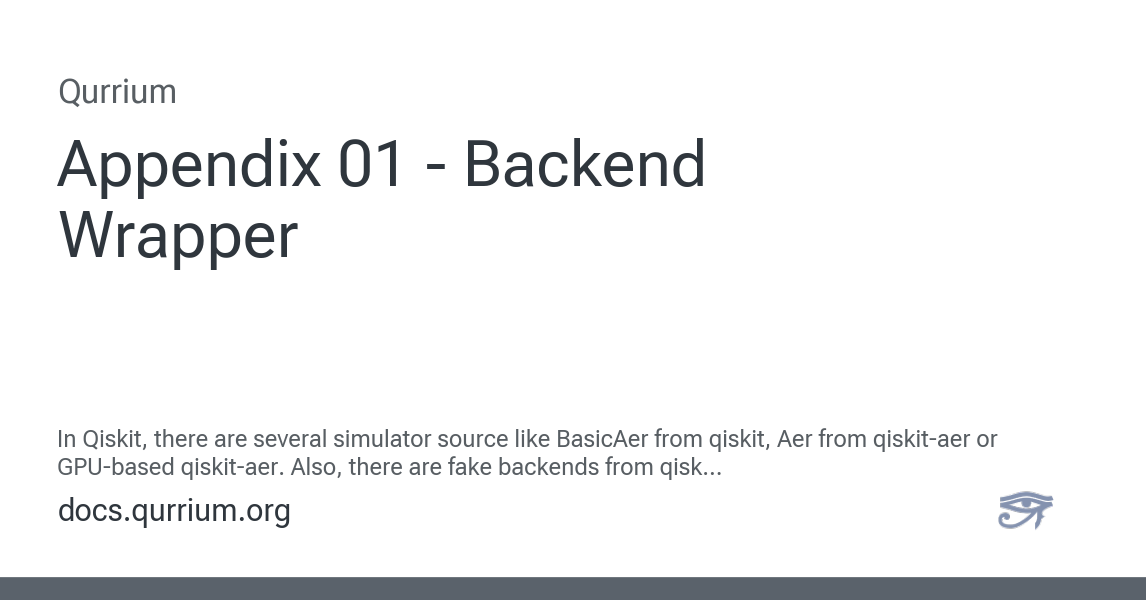 Qurrium
Appendix 01 - Backend
Wrapper
In Qiskit, there are several simulator source like BasicAer from qiskit, Aer from qiskit-aer or
GPU-based qiskit-aer. Also, there are fake backends from qisk...
docs.qurrium.org